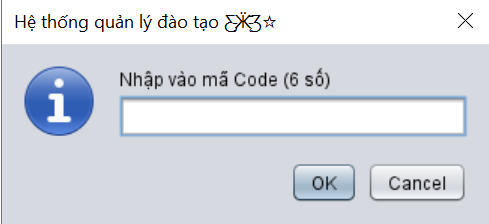 Hệ thống quản lý đào tạo Ƹ̵̡Ӝ̵̨̄Ʒ☆
Nhập vào mã Code (6 số)
OK
Cancel